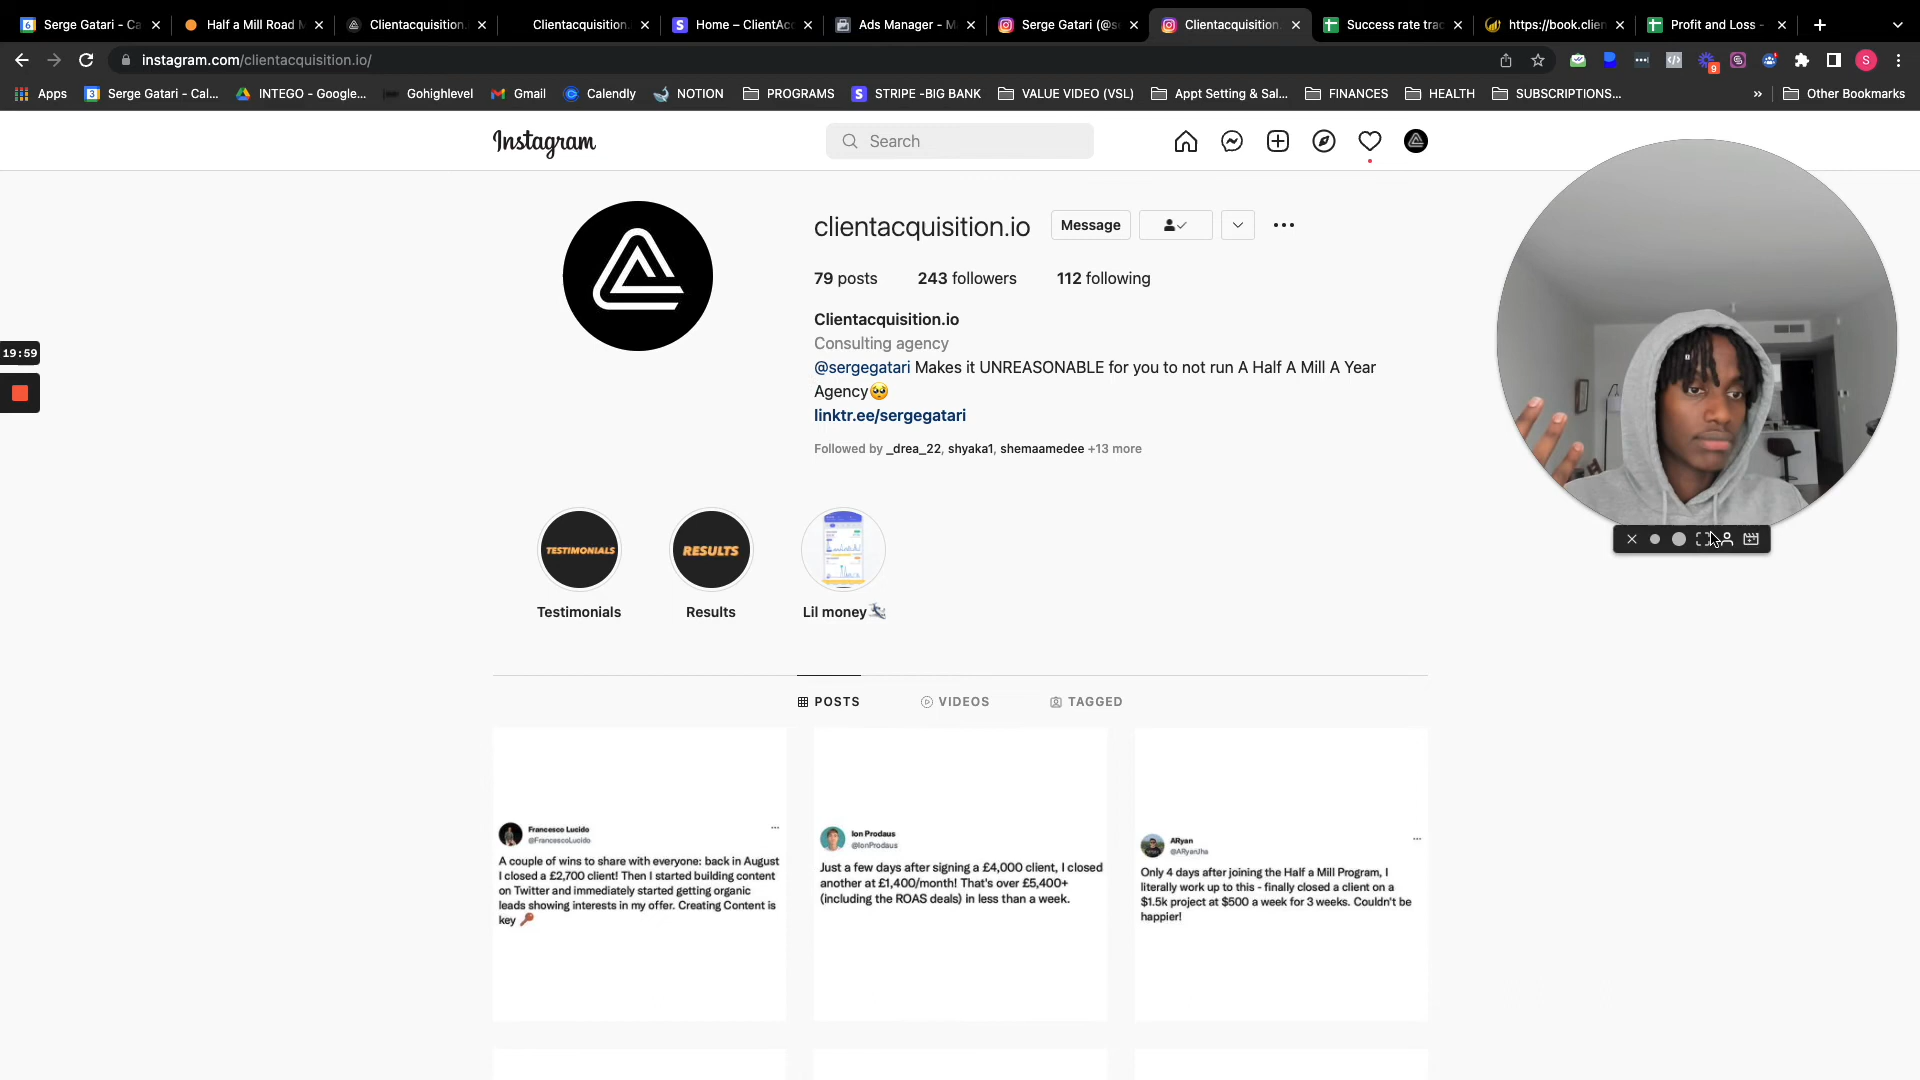 Serge Gatari - Ca
Half a Mill Road M
Clientacquisition.
Clientacquisition.
Home – ClientAc
Ads Manager - M
Serge Gatari (@s
Clientacquisition.
Success rate tra
https://book.clien
Profit and Loss -
instagram.com/clientacquisition.io/
9
S
Apps
Serge Gatari - Cal...
INTEGO - Google...
Gohighlevel
Gmail
Calendly
NOTION
PROGRAMS
STRIPE -BIG BANK
VALUE VIDEO (VSL)
Appt Setting & Sal...
FINANCES
HEALTH
SUBSCRIPTIONS...
»
Other Bookmarks
Instagram
Search
clientacquisition.io
Message
79 posts
243 followers
112 following
Clientacquisition.io
Consulting agency
@sergegatari Makes it UNREASONABLE for you to not run A Half A Mill A Year
Agency🥺
linktr.ee/sergegatari
Followed by _drea_22, shyaka1, shemaamedee +13 more
19:59
TESTIMONIALS
RESULTS
Testimonials
Results
Lil money
POSTS
VIDEOS
TAGGED
Francesco Lucido
@FrancescoLucido
A couple of wins to share with everyone: back in August
I closed a £2,700 client! Then I started building content
on Twitter and immediately started getting organic
leads showing interests in my offer. Creating Content is
key 🔑
Ion Prodaus
@IonProdaus
Just a few days after signing a £4,000 client, I closed
another at £1,400/month! That's over £5,400+
(including the ROAS deals) in less than a week.
ARyan
@ARyanJha
Only 4 days after joining the Half a Mill Program, I
literally work up to this - finally closed a client on a
$1.5k project at $500 a week for 3 weeks. Couldn't be
happier!